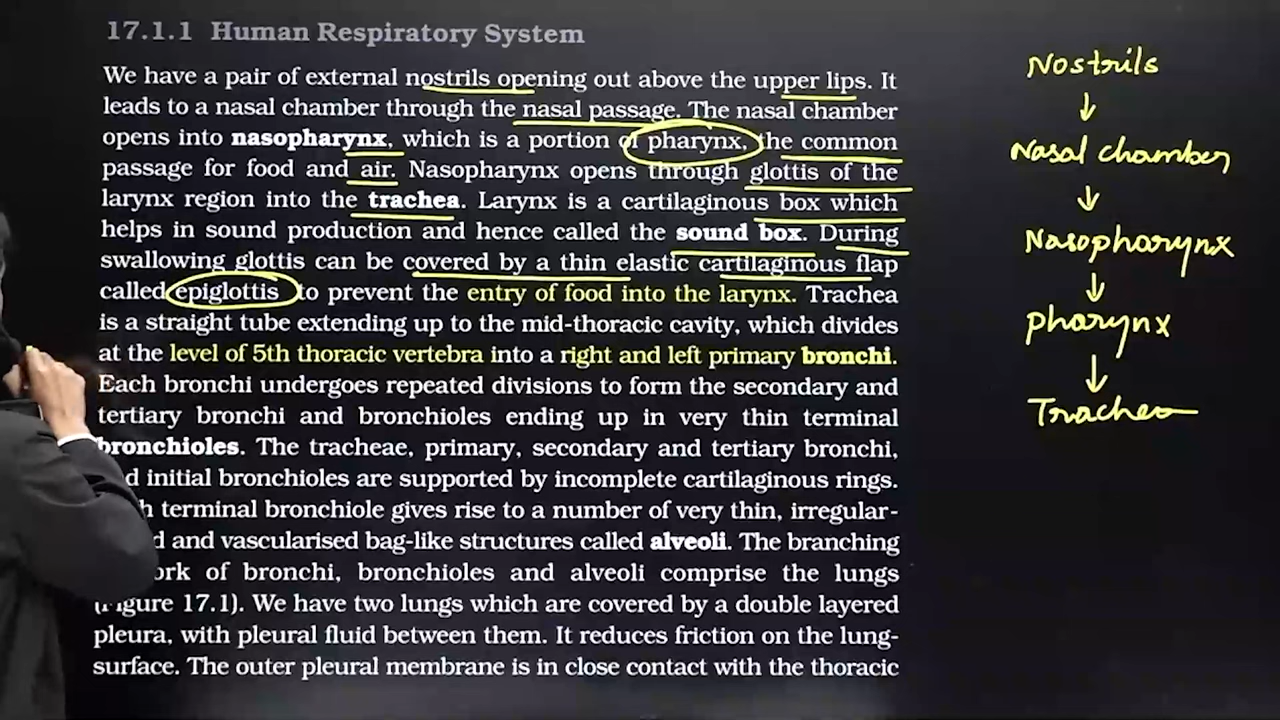 17.1.1 Human Respiratory System
We have a pair of external nostrils opening out above the upper lips. It
leads to a nasal chamber through the nasal passage. The nasal chamber
opens into nasopharynx, which is a portion of pharynx, the common
passage for food and air. Nasopharynx opens through glottis of the
larynx region into the trachea. Larynx is a cartilaginous box which
helps in sound production and hence called the sound box. During
swallowing glottis can be covered by a thin elastic cartilaginous flap
called epiglottis to prevent the entry of food into the larynx. Trachea
is a straight tube extending up to the mid-thoracic cavity, which divides
at the level of 5th thoracic vertebra into a right and left primary bronchi.
Each bronchi undergoes repeated divisions to form the secondary and
tertiary bronchi and bronchioles ending up in very thin terminal
bronchioles. The tracheae, primary, secondary and tertiary bronchi,
initial bronchioles are supported by incomplete cartilaginous rings.
terminal bronchiole gives rise to a number of very thin, irregular-
and vascularised bag-like structures called alveoli. The branching
of bronchi, bronchioles and alveoli comprise the lungs
(Figure 17.1). We have two lungs which are covered by a double layered
pleura, with pleural fluid between them. It reduces friction on the lung-
surface. The outer pleural membrane is in close contact with the thoracic
Nostrils
↓
Nasal chamber
↓
Nasopharynx
↓
pharynx
↓
Trachea